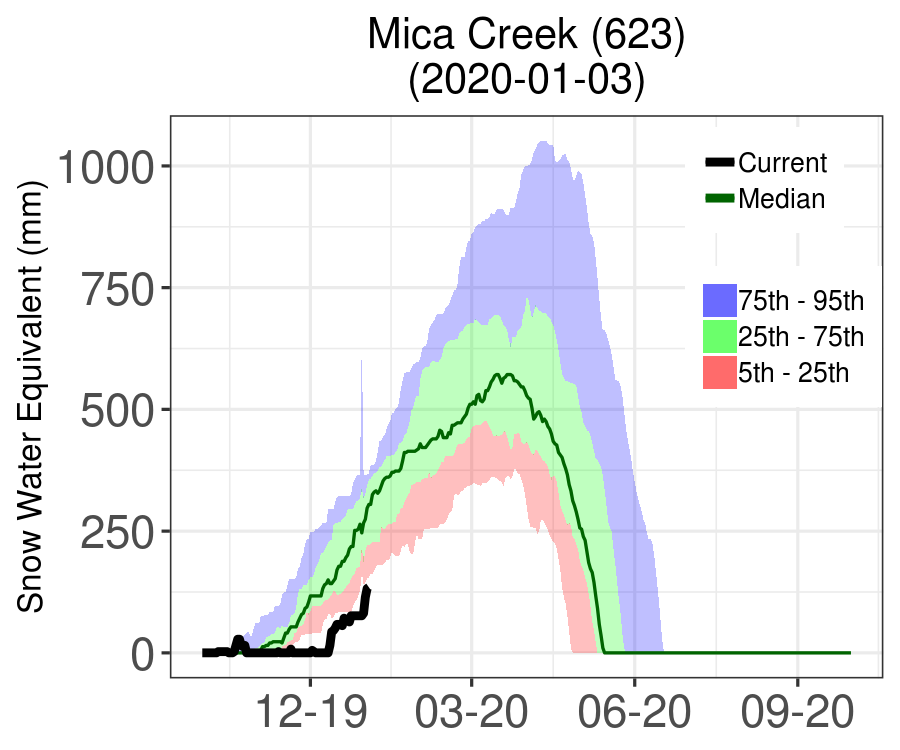 Mica Creek (623)
(2020-01-03)
Snow Water Equivalent (mm)
1000
750
500
250
0
12-19
03-20
06-20
09-20
Current
Median
75th - 95th
25th - 75th
5th - 25th